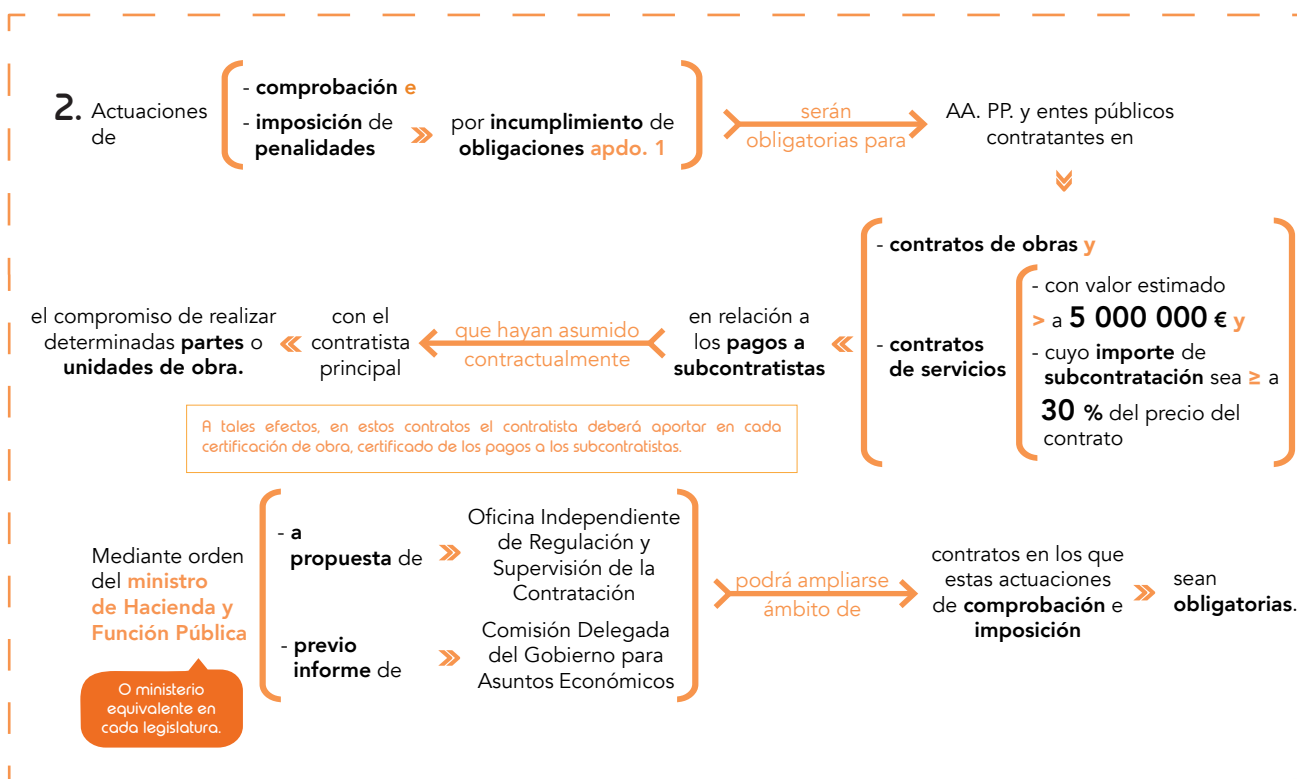 2. Actuaciones
de
- comprobación e
- imposición de
penalidades
por incumplimiento de
obligaciones apdo. 1
serán
obligatorias para
AA. PP. y entes públicos
contratantes en
- contratos de obras y
- contratos
de servicios
- con valor estimado
> a 5 000 000 € y
- cuyo importe de
subcontratación sea ≥ a
30 % del precio del
contrato
en relación a
los pagos a
subcontratistas
que hayan asumido
contractualmente
con el
contratista
principal
el compromiso de realizar
determinadas partes o
unidades de obra.
A tales efectos, en estos contratos el contratista deberá aportar en cada
certificación de obra, certificado de los pagos a los subcontratistas.
Mediante orden
del ministro
de Hacienda y
Función Pública
O ministerio
equivalente en
cada legislatura.
- a
propuesta de
Oficina Independiente
de Regulación y
Supervisión de la
Contratación
- previo
informe de
Comisión Delegada
del Gobierno para
Asuntos Económicos
podrá ampliarse
ámbito de
contratos en los que
estas actuaciones
de comprobación e
imposición
sean
obligatorias.